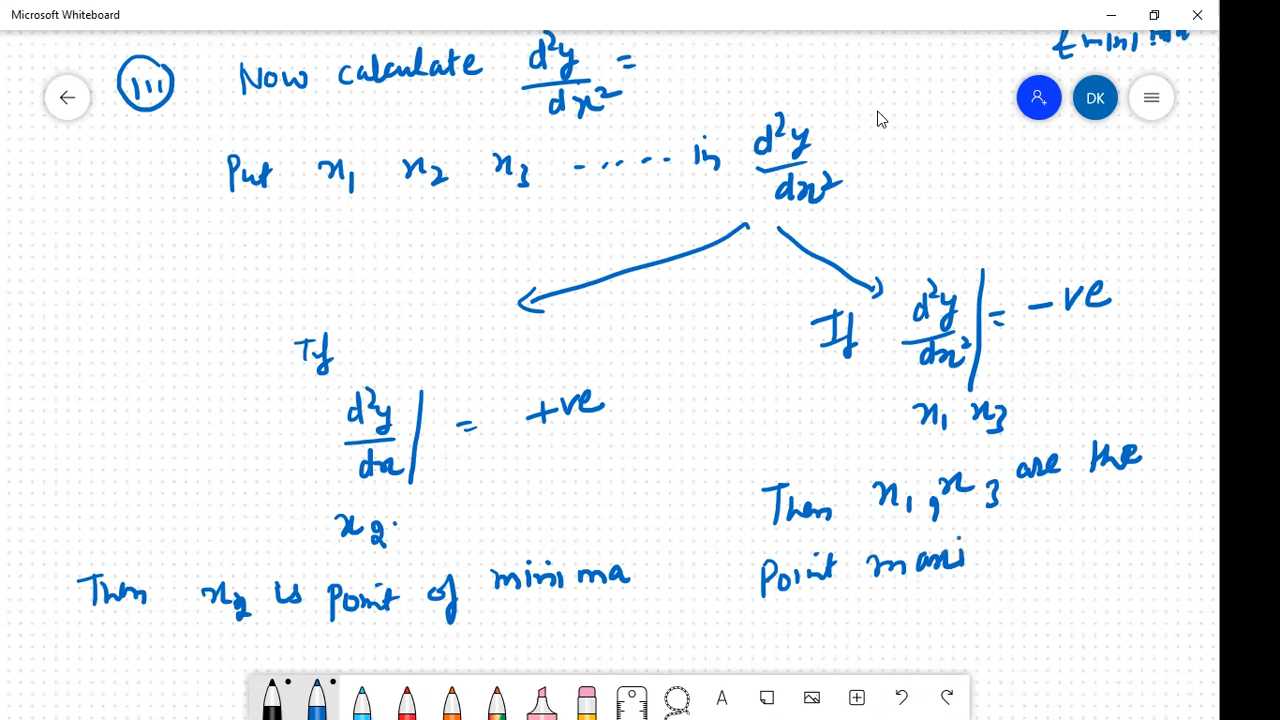 Microsoft Whiteboard
III Now calculate d²y/dx² =
DK
Put x₁ x₂ x₃ ------ in d²y/dx²
If d²y/dx² | = -ve
x₁ x₃
If
d²y/dx | = +ve
x₂.
Then x₁, x₃ are the
point maxi
Then x₂ is point of minima
A